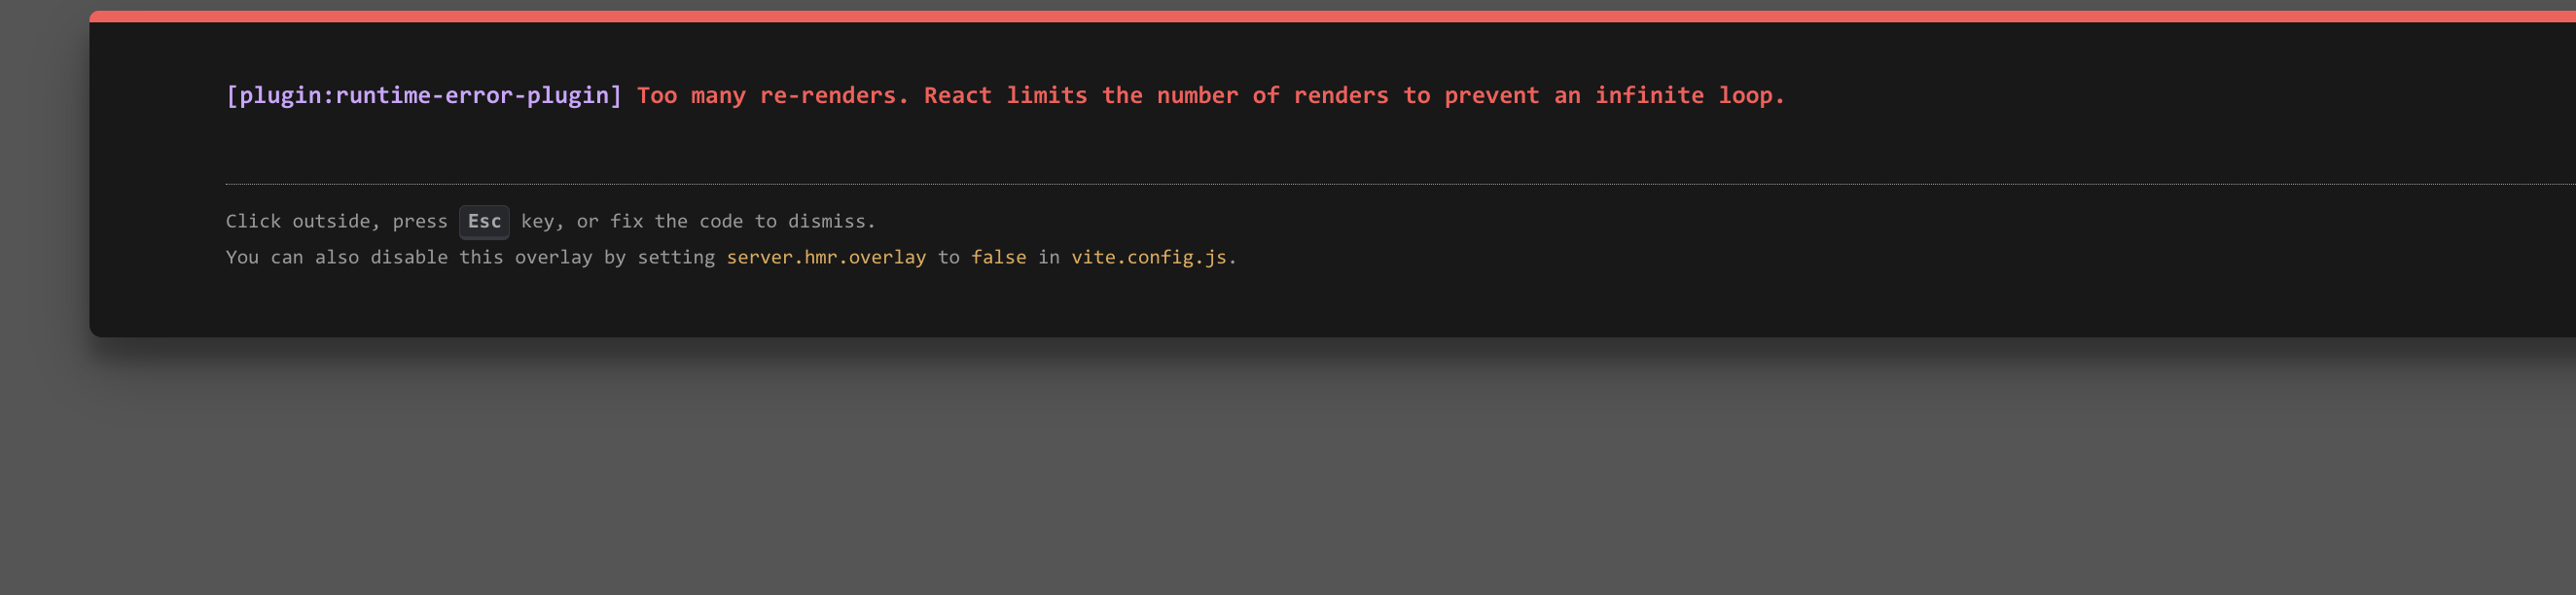 [plugin:runtime-error-plugin] Too many re-renders. React limits the number of renders to prevent an infinite loop.
Click outside, press Esc key, or fix the code to dismiss.
You can also disable this overlay by setting server.hmr.overlay to false in vite.config.js.